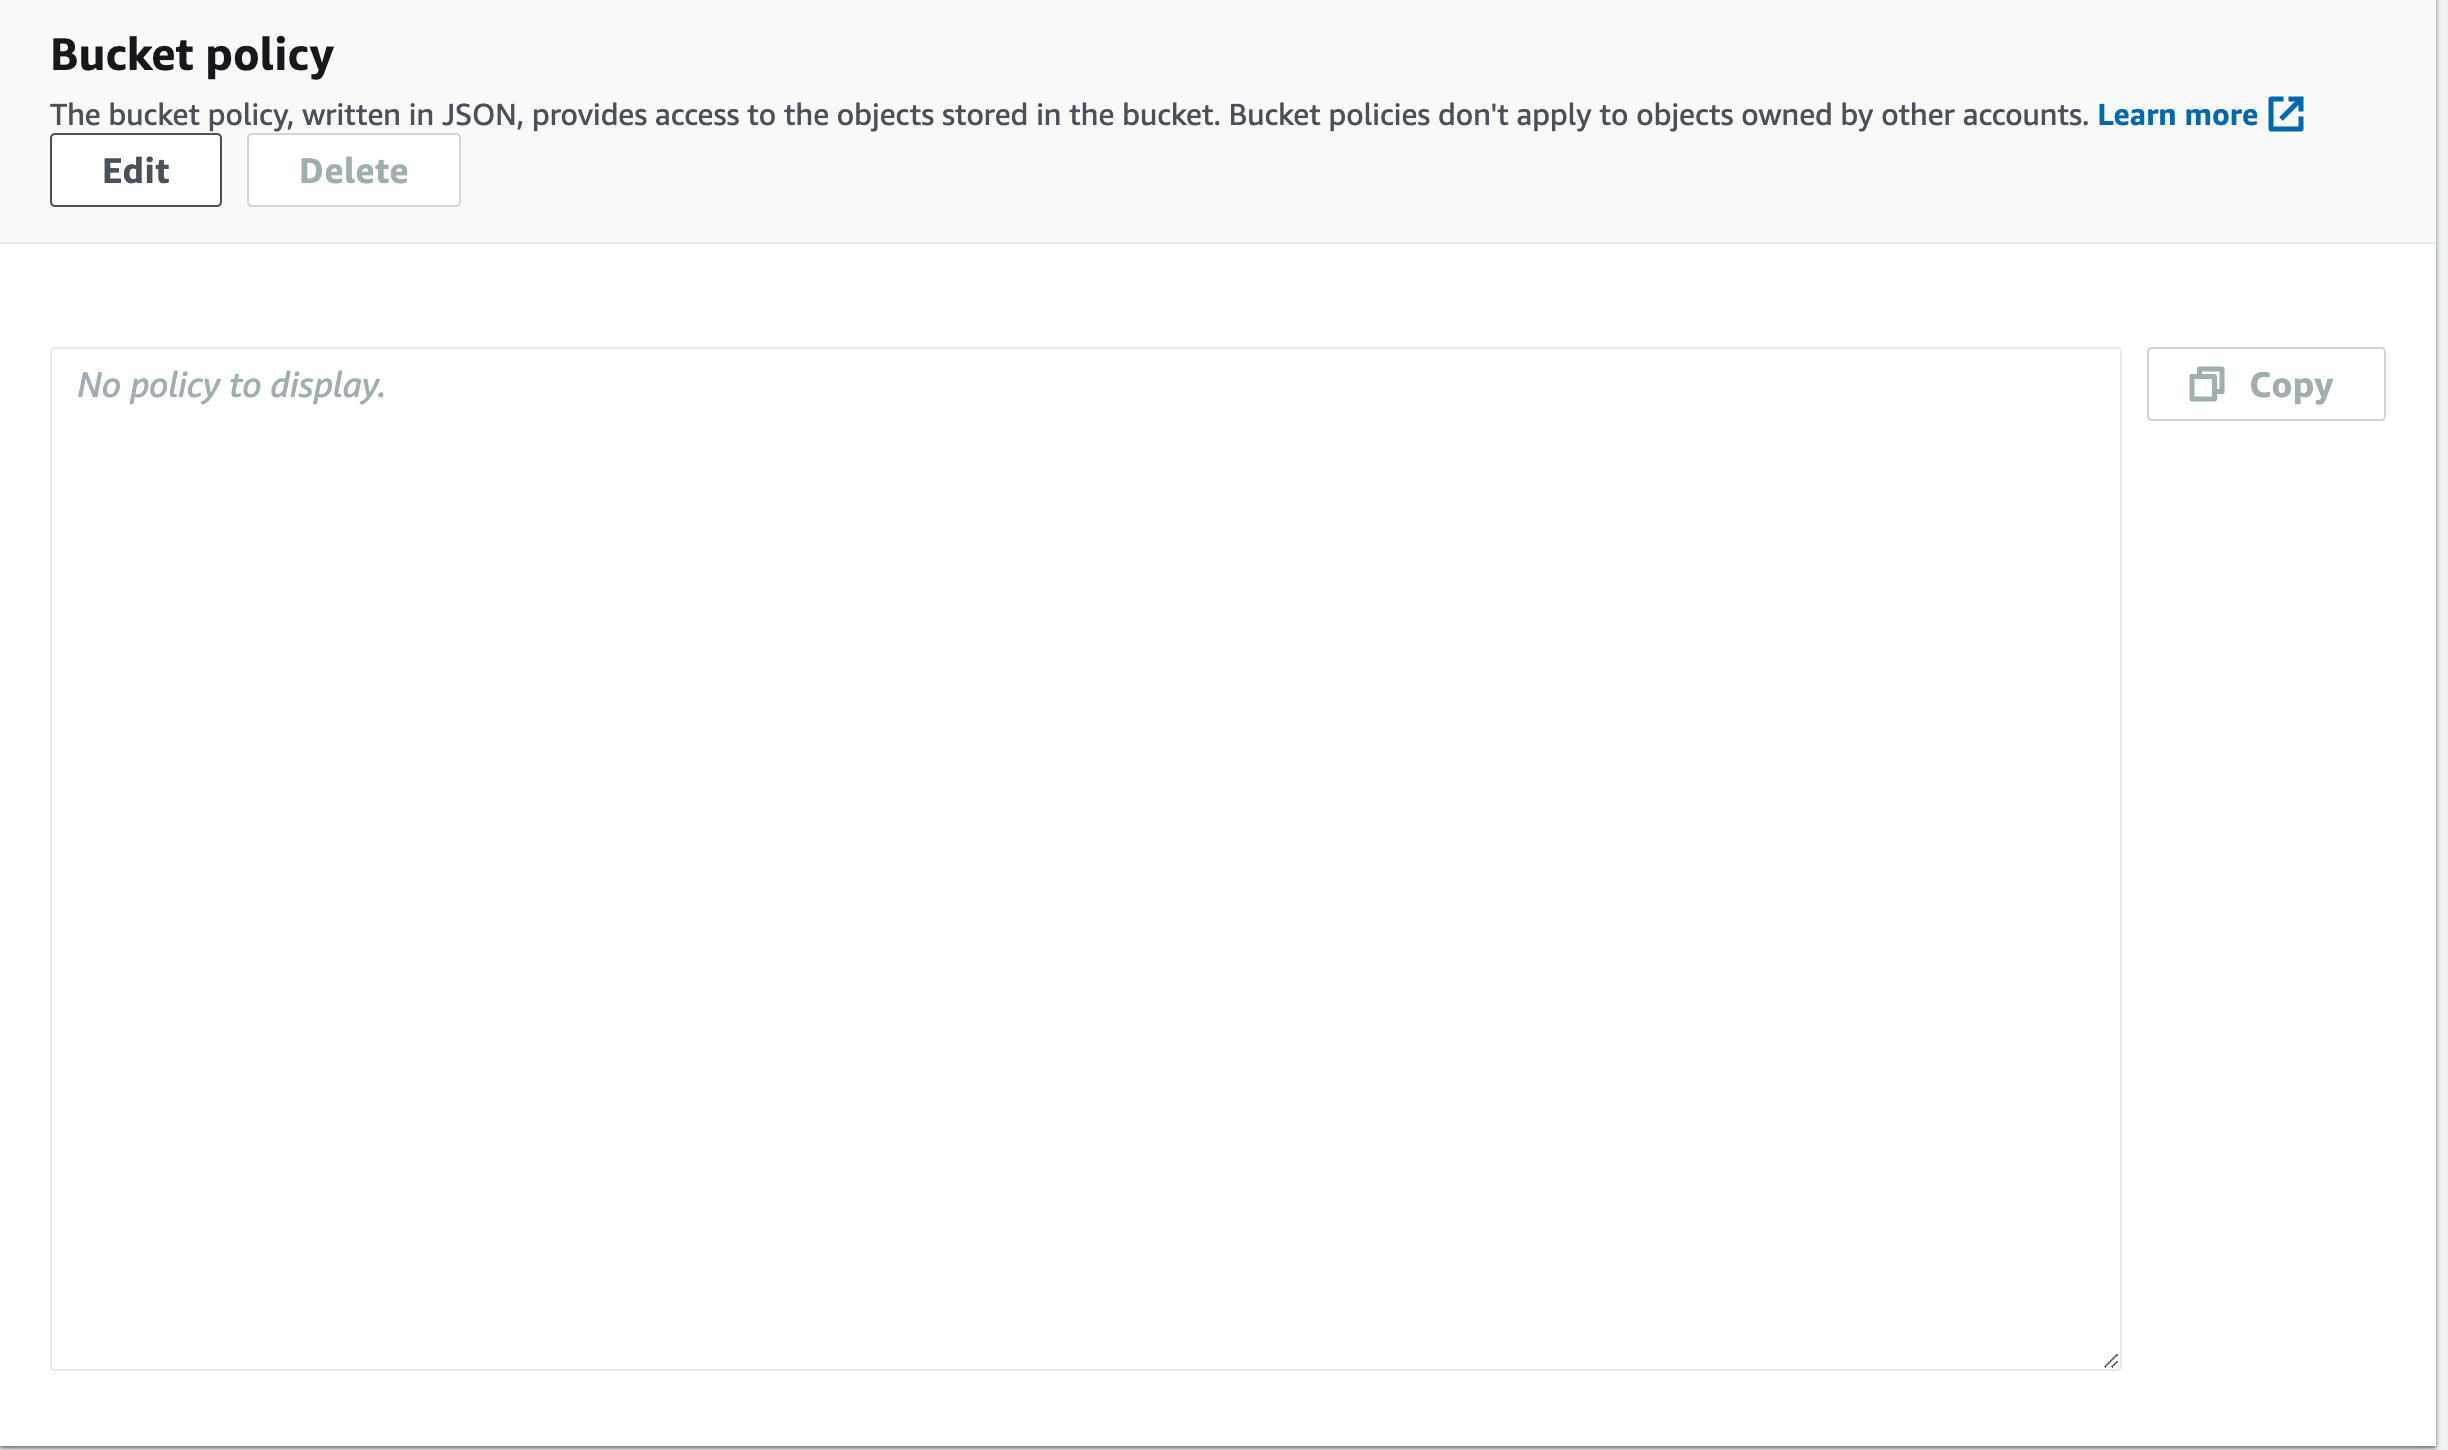 Bucket policy
The bucket policy, written in JSON, provides access to the objects stored in the bucket. Bucket policies don't apply to objects owned by other accounts. Learn more
Edit Delete
No policy to display.
Copy